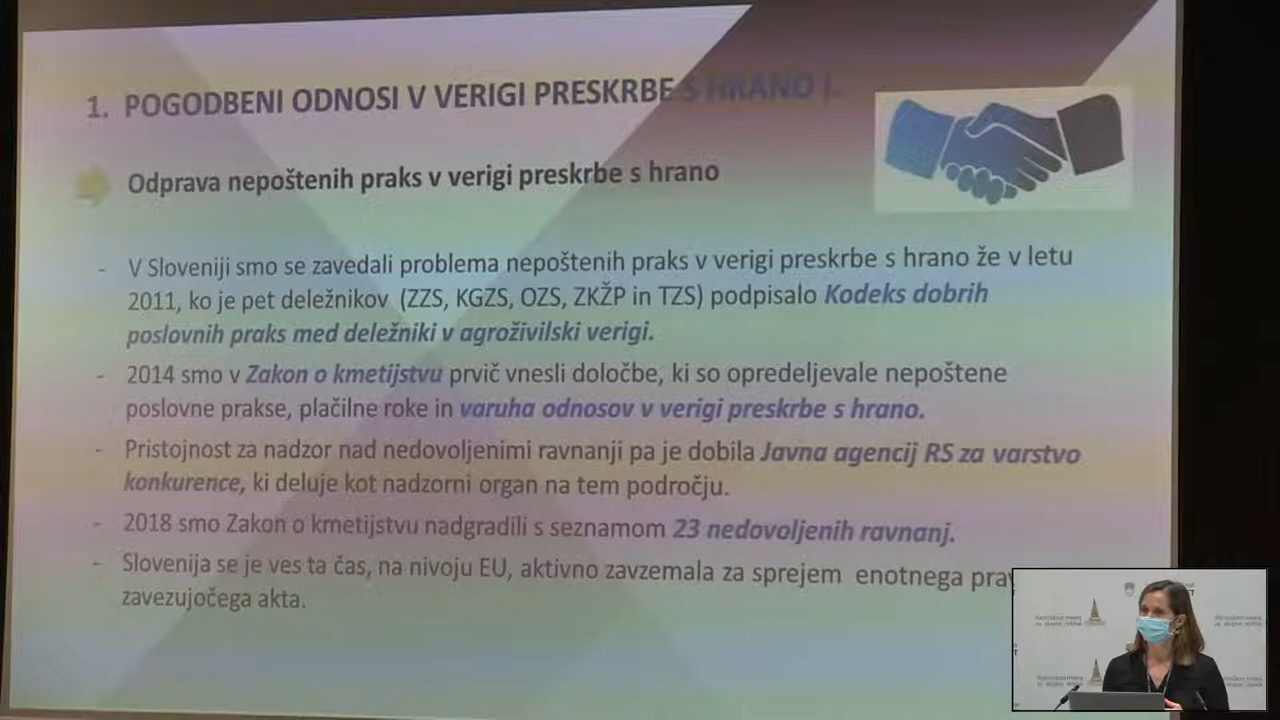 1. POGODBENI ODNOSI V VERIGI PRESKRBE S HRANO I.
Odprava nepoštenih praks v verigi preskrbe s hrano
- V Sloveniji smo se zavedali problema nepoštenih praks v verigi preskrbe s hrano že v letu
2011, ko je pet deležnikov (ZZS, KGZS, OZS, ZKŽP in TZS) podpisalo Kodeks dobrih
poslovnih praks med deležniki v agroživilski verigi.
- 2014 smo v Zakon o kmetijstvu prvič vnesli določbe, ki so opredeljevale nepoštene
poslovne prakse, plačilne roke in varuha odnosov v verigi preskrbe s hrano.
- Pristojnost za nadzor nad nedovoljenimi ravnanji pa je dobila Javna agencij RS za varstvo
konkurence, ki deluje kot nadzorni organ na tem področju.
- 2018 smo Zakon o kmetijstvu nadgradili s seznamom 23 nedovoljenih ravnanj.
- Slovenija se je ves ta čas, na nivoju EU, aktivno zavzemala za sprejem enotnega prav
zavezujočega akta.